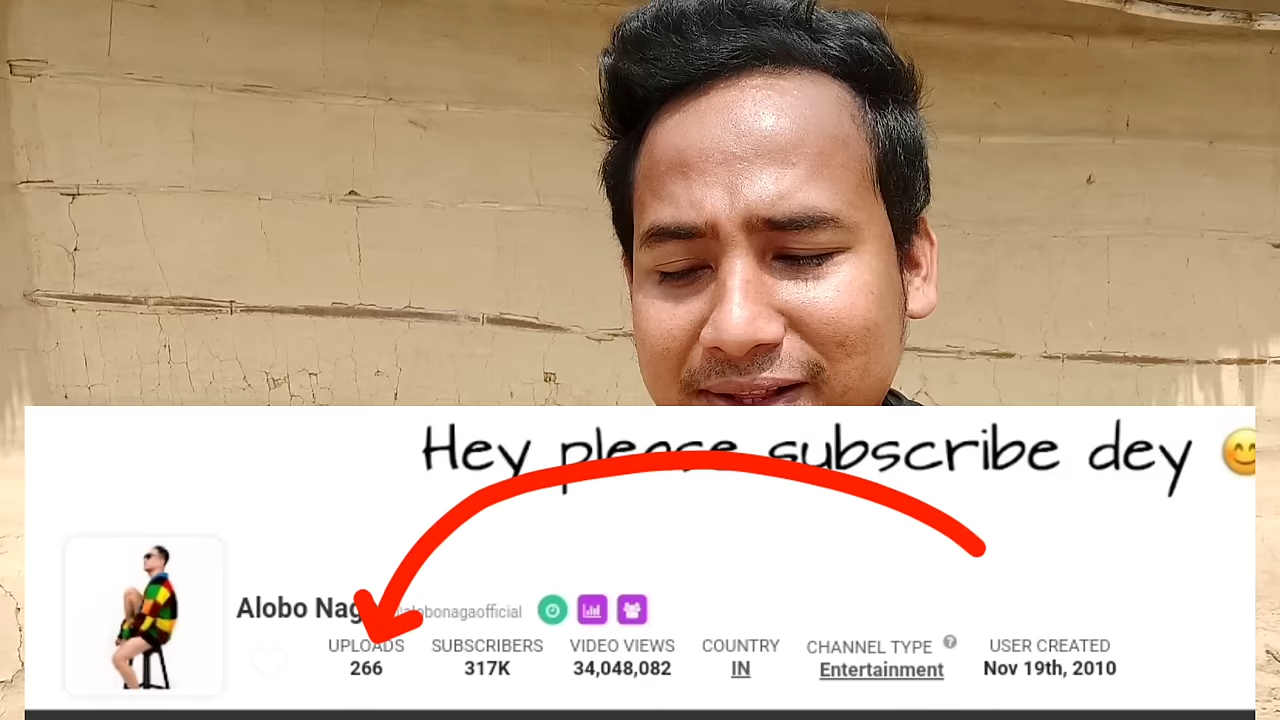 Hey please subscribe dey 😊
Alobo Nag alobonagaofficial
UPLOADS SUBSCRIBERS VIDEO VIEWS COUNTRY CHANNEL TYPE ? USER CREATED
266 317K 34,048,082 IN Entertainment Nov 19th, 2010